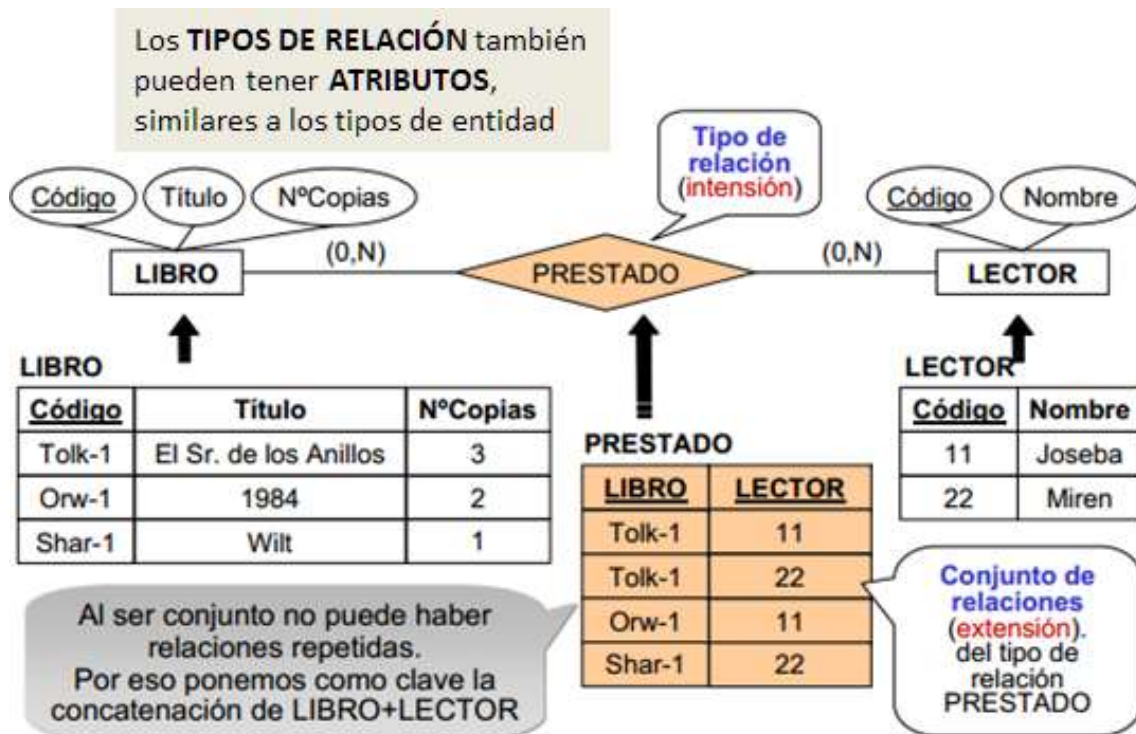 Los TIPOS DE RELACIÓN también
pueden tener ATRIBUTOS,
similares a los tipos de entidad
Tipo de
relación
(intensión)
Código Título NºCopias
Código Nombre
LIBRO (0,N) PRESTADO (0,N) LECTOR
LIBRO
Código Título NºCopias
Tolk-1 El Sr. de los Anillos 3
Orw-1 1984 2
Shar-1 Wilt 1
PRESTADO
LIBRO LECTOR
Tolk-1 11
Tolk-1 22
Orw-1 11
Shar-1 22
LECTOR
Código Nombre
11 Joseba
22 Miren
Al ser conjunto no puede haber
relaciones repetidas.
Por eso ponemos como clave la
concatenación de LIBRO+LECTOR
Conjunto de
relaciones
(extensión).
del tipo de
relación
PRESTADO